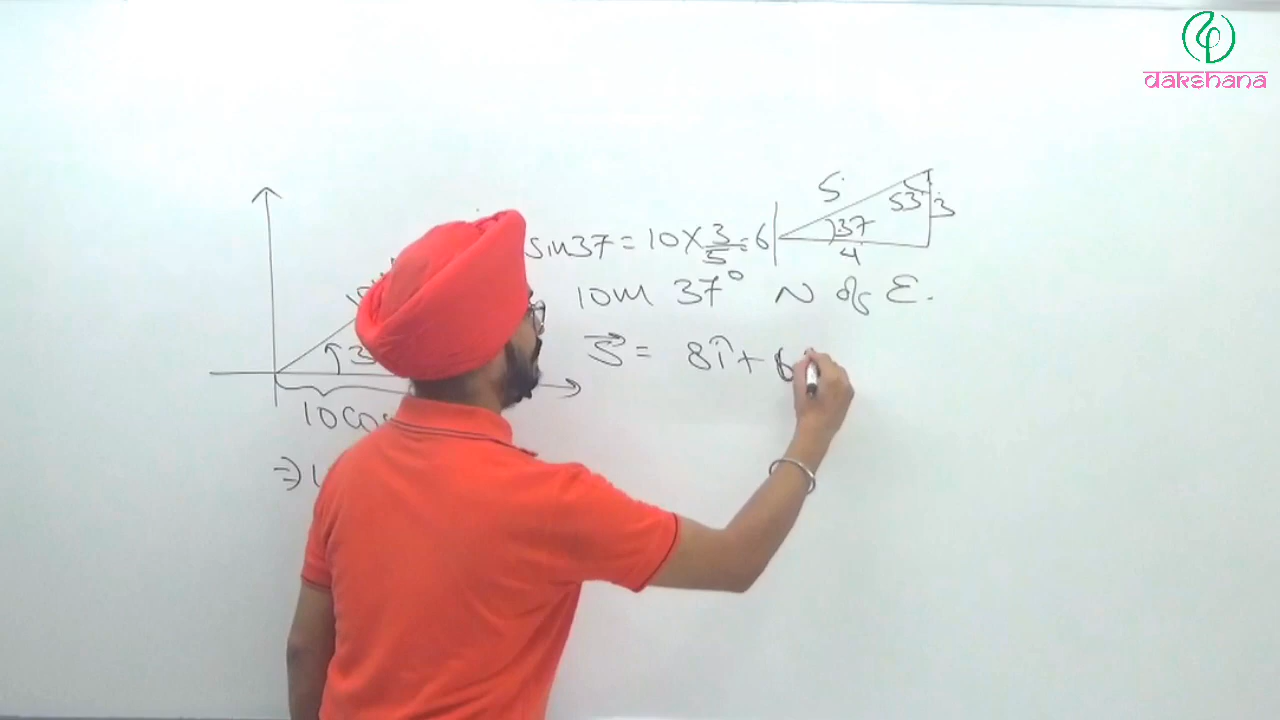 dakshana
5
53°
3
37
4
sin37 = 10 × 3/5 = 6
10m 37° N of E.
S⃗ = 8î + 6
10cos
⇒